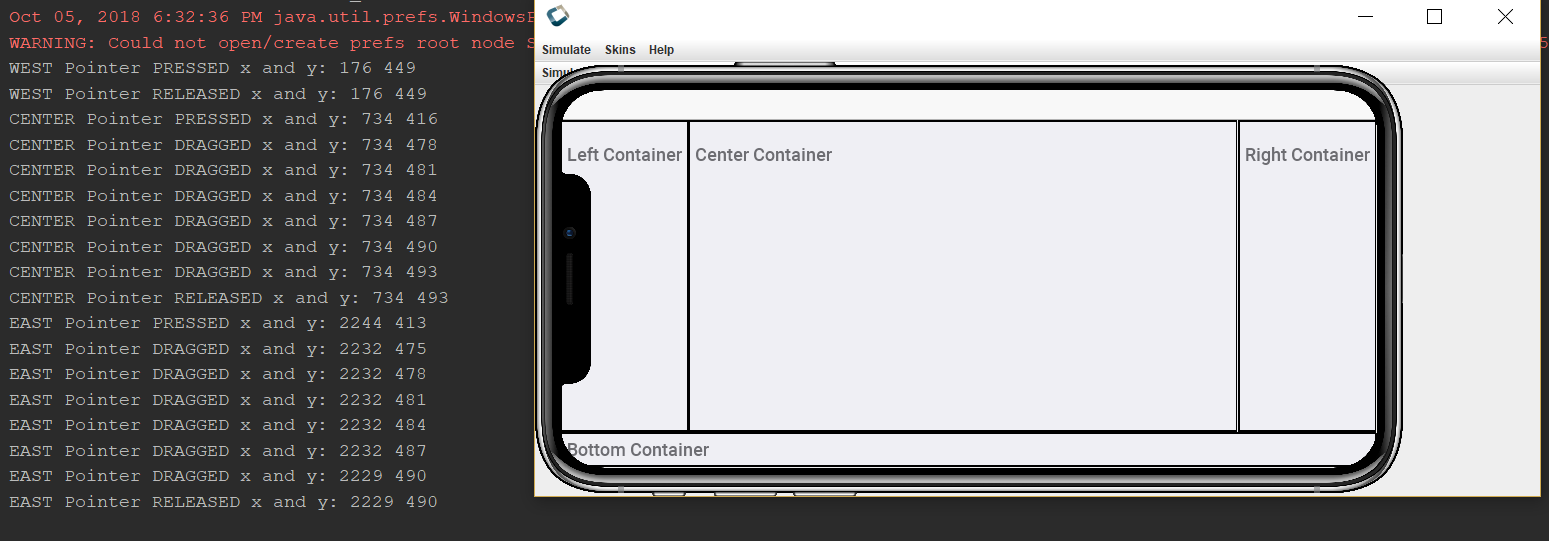 Oct 05, 2018 6:32:36 PM java.util.prefs.WindowsP
WARNING: Could not open/create prefs root node S
WEST Pointer PRESSED x and y: 176 449
WEST Pointer RELEASED x and y: 176 449
CENTER Pointer PRESSED x and y: 734 416
CENTER Pointer DRAGGED x and y: 734 478
CENTER Pointer DRAGGED x and y: 734 481
CENTER Pointer DRAGGED x and y: 734 484
CENTER Pointer DRAGGED x and y: 734 487
CENTER Pointer DRAGGED x and y: 734 490
CENTER Pointer DRAGGED x and y: 734 493
CENTER Pointer RELEASED x and y: 734 493
EAST Pointer PRESSED x and y: 2244 413
EAST Pointer DRAGGED x and y: 2232 475
EAST Pointer DRAGGED x and y: 2232 478
EAST Pointer DRAGGED x and y: 2232 481
EAST Pointer DRAGGED x and y: 2232 484
EAST Pointer DRAGGED x and y: 2232 487
EAST Pointer DRAGGED x and y: 2229 490
EAST Pointer RELEASED x and y: 2229 490
Simulate Skins Help
Simu
Left Container
Center Container
Right Container
Bottom Container
5